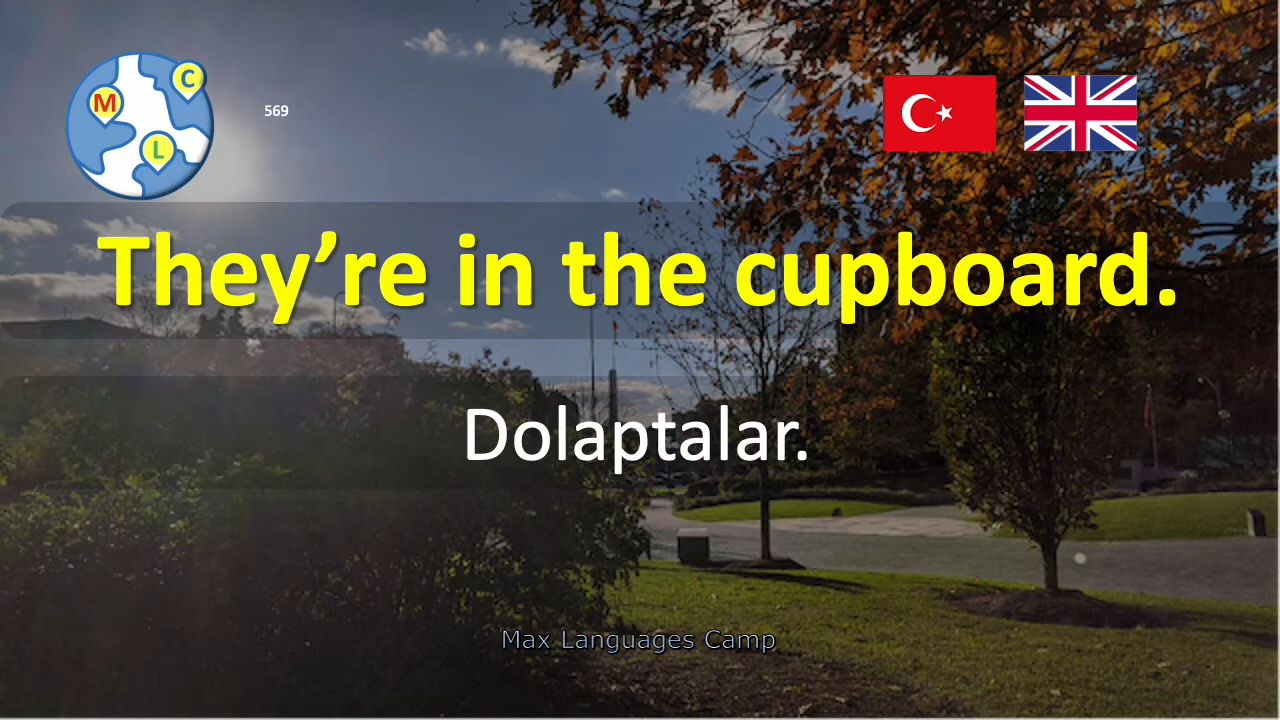 C
M
L
569
They’re in the cupboard.
Dolaptalar.
Max Languages Camp